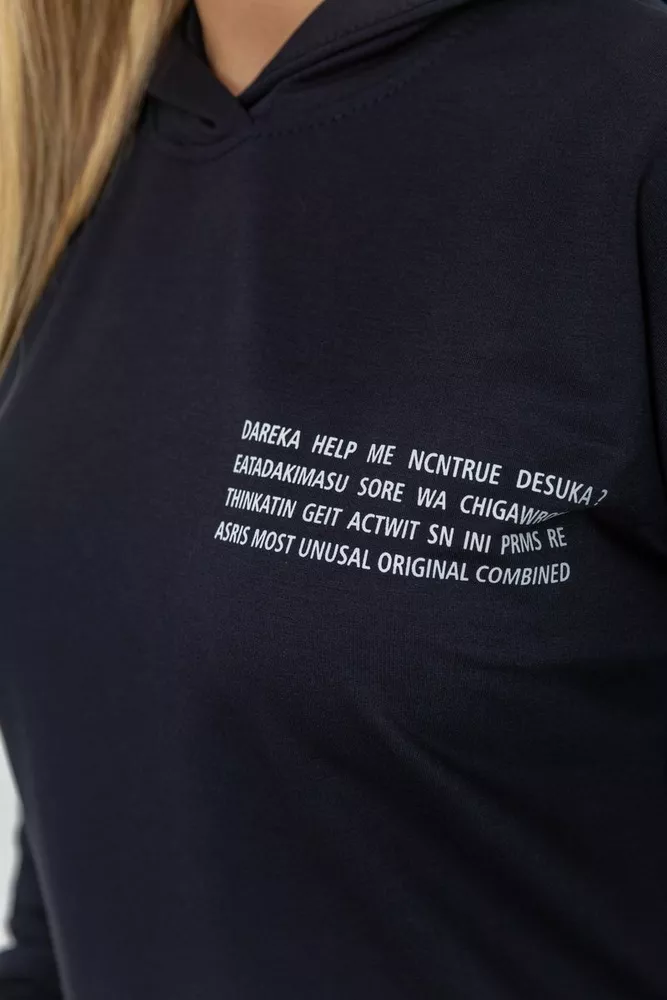 DAREKA HELP ME NCNTRUE DESUKA ?
EATADAKIMASU SORE WA
THINKATIN GEIT ACTWIT SN INI PRMS RE
ASRIS MOST UNUSAL ORIGINAL COMBINED